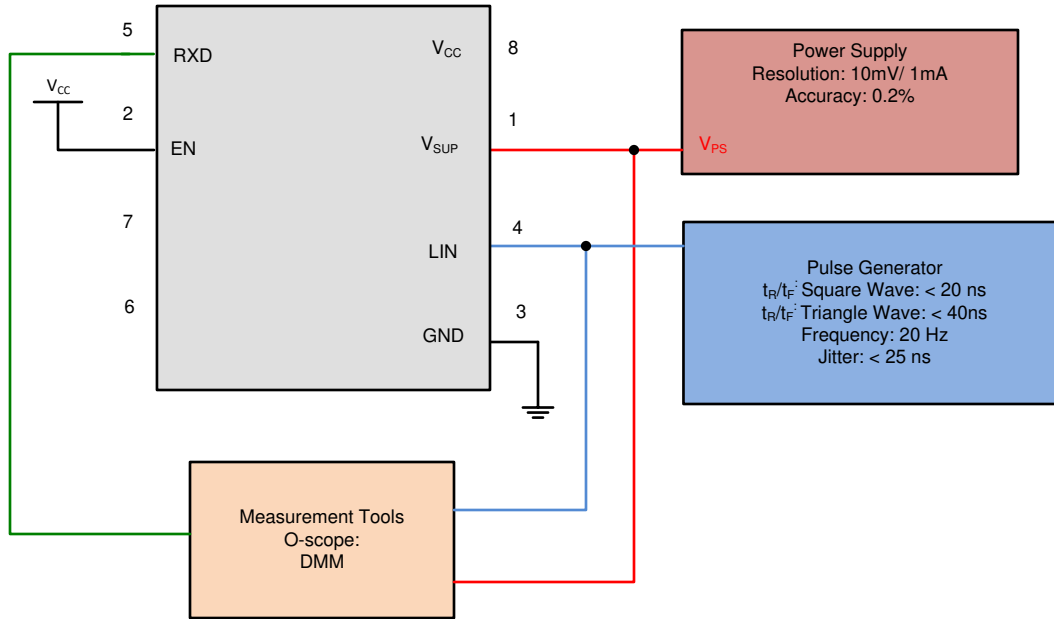 5
RXD
VCC
8
VCC
2
EN
1
VSUP
7
4
LIN
6
3
GND
Power Supply
Resolution: 10mV/ 1mA
Accuracy: 0.2%
VPS
Pulse Generator
tR/tF: Square Wave: < 20 ns
tR/tF: Triangle Wave: < 40ns
Frequency: 20 Hz
Jitter: < 25 ns
Measurement Tools
O-scope:
DMM